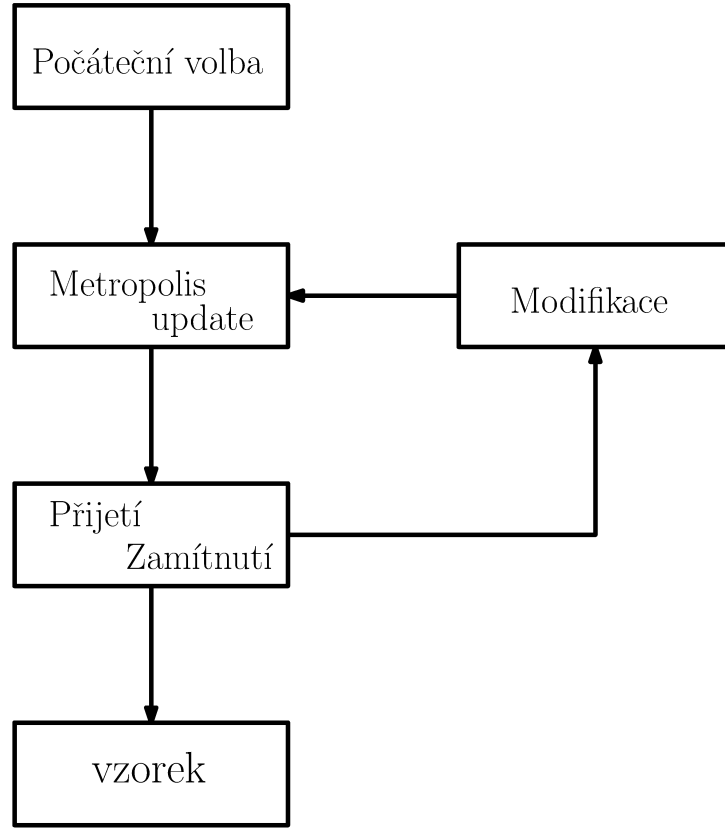 Počáteční volba
Metropolis
update
Modifikace
Přijetí
Zamítnutí
vzorek